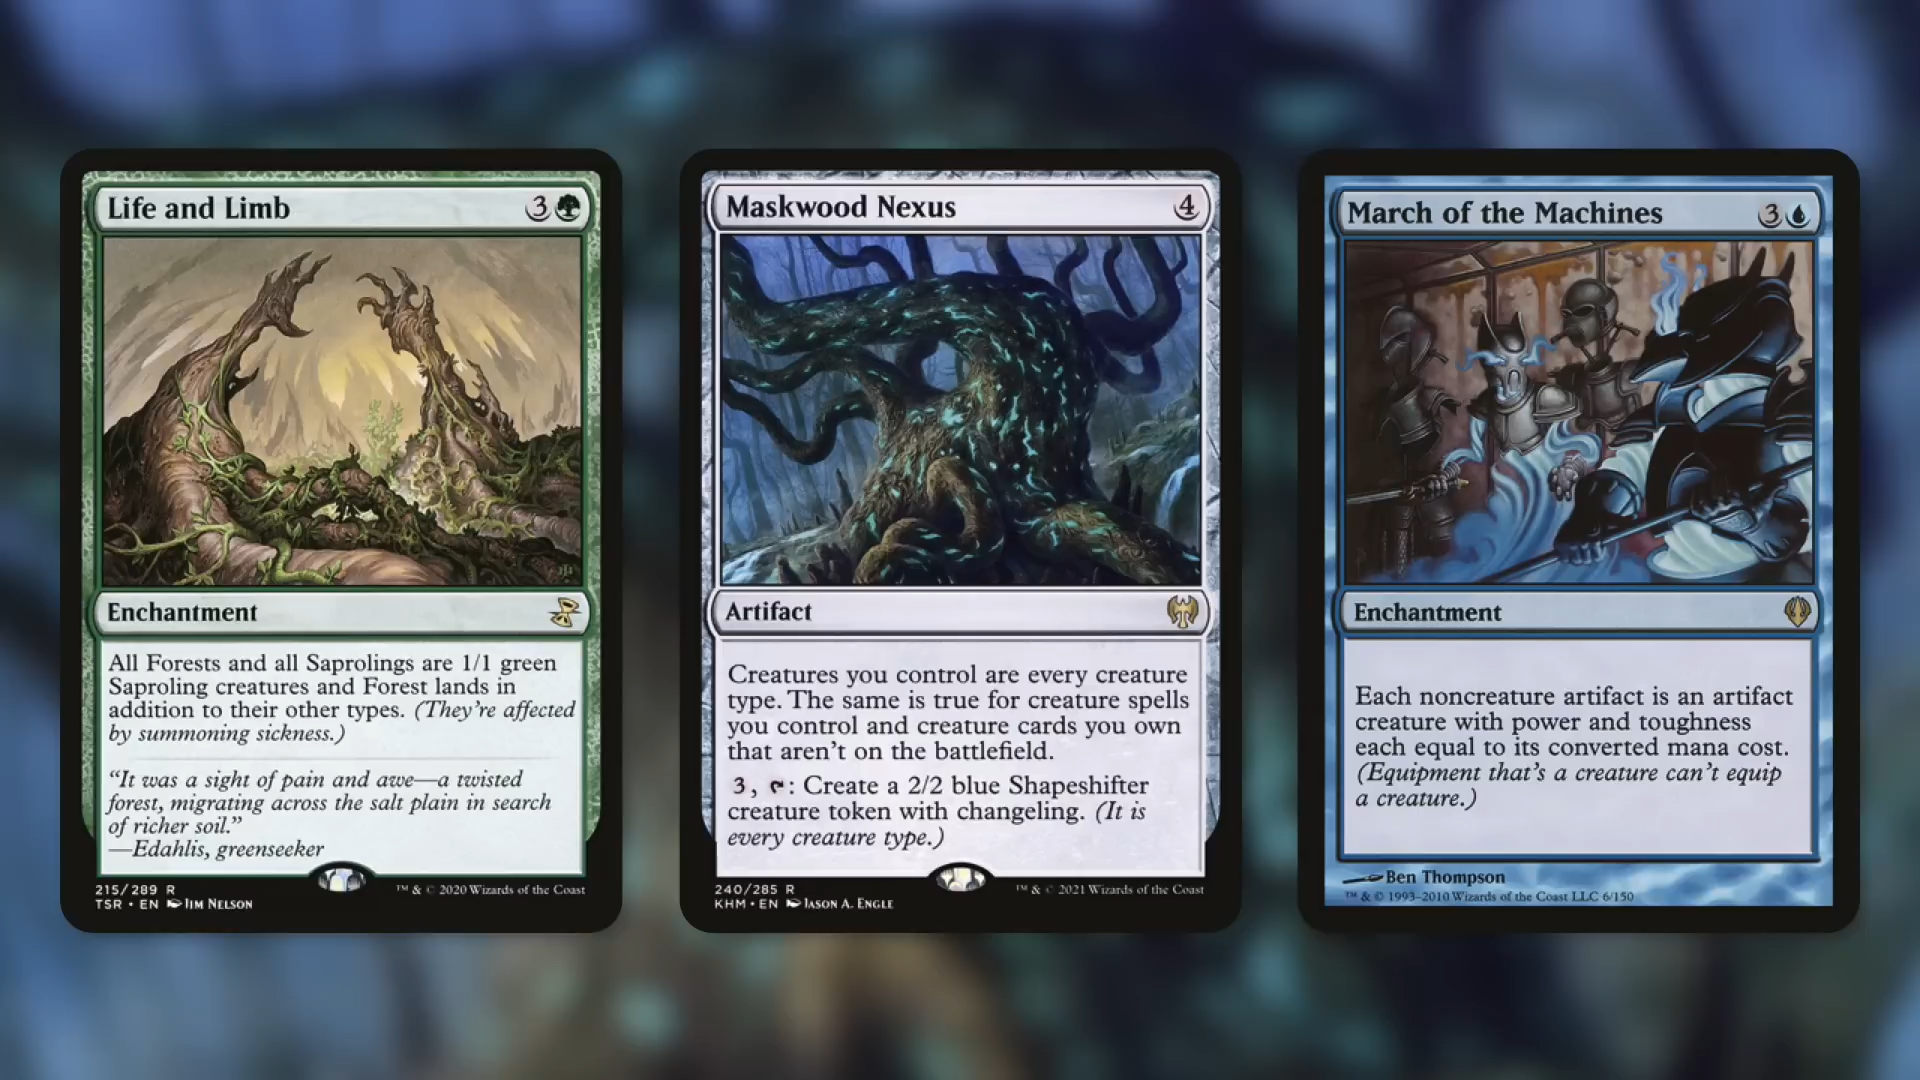 Life and Limb 3
Enchantment
All Forests and all Saprolings are 1/1 green
Saproling creatures and Forest lands in
addition to their other types. (They're affected
by summoning sickness.)
"It was a sight of pain and awe—a twisted
forest, migrating across the salt plain in search
of richer soil."
—Edahlis, greenseeker
215/289 R
TSR • EN Jim Nelson
™ & © 2020 Wizards of the Coast
Maskwood Nexus 4
Artifact
Creatures you control are every creature
type. The same is true for creature spells
you control and creature cards you own
that aren't on the battlefield.
3, : Create a 2/2 blue Shapeshifter
creature token with changeling. (It is
every creature type.)
240/285 R
KHM • EN Jason A. Engle
™ & © 2021 Wizards of the Coast
March of the Machines 3
Enchantment
Each noncreature artifact is an artifact
creature with power and toughness
each equal to its converted mana cost.
(Equipment that's a creature can't equip
a creature.)
Ben Thompson
™ & © 1993–2010 Wizards of the Coast LLC 6/150